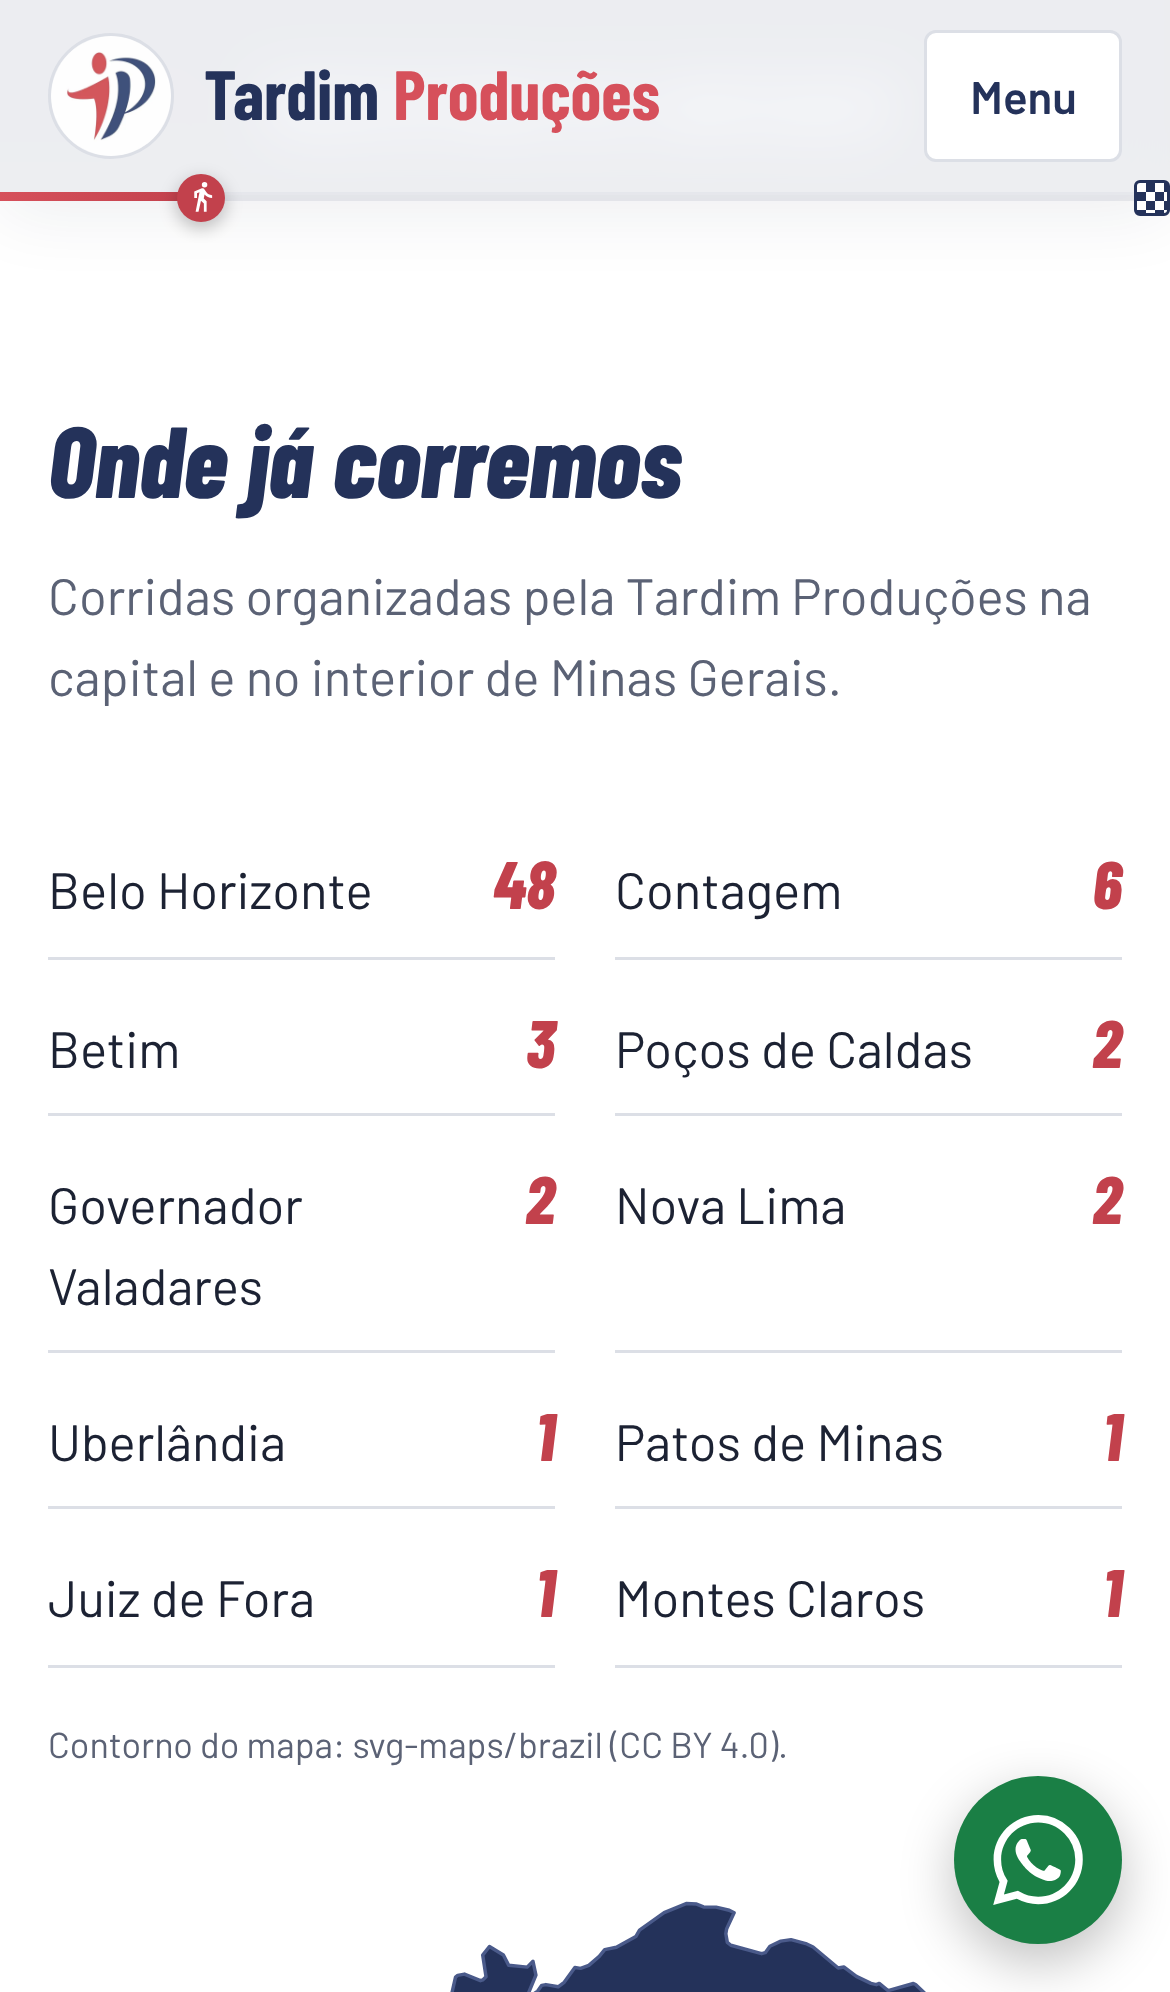 Tardim Produções
Menu
Onde já corremos
Corridas organizadas pela Tardim Produções na
capital e no interior de Minas Gerais.
Belo Horizonte 48
Contagem 6
Betim 3
Poços de Caldas 2
Governador 2
Valadares
Nova Lima 2
Uberlândia 1
Patos de Minas 1
Juiz de Fora 1
Montes Claros 1
Contorno do mapa: svg-maps/brazil (CC BY 4.0).